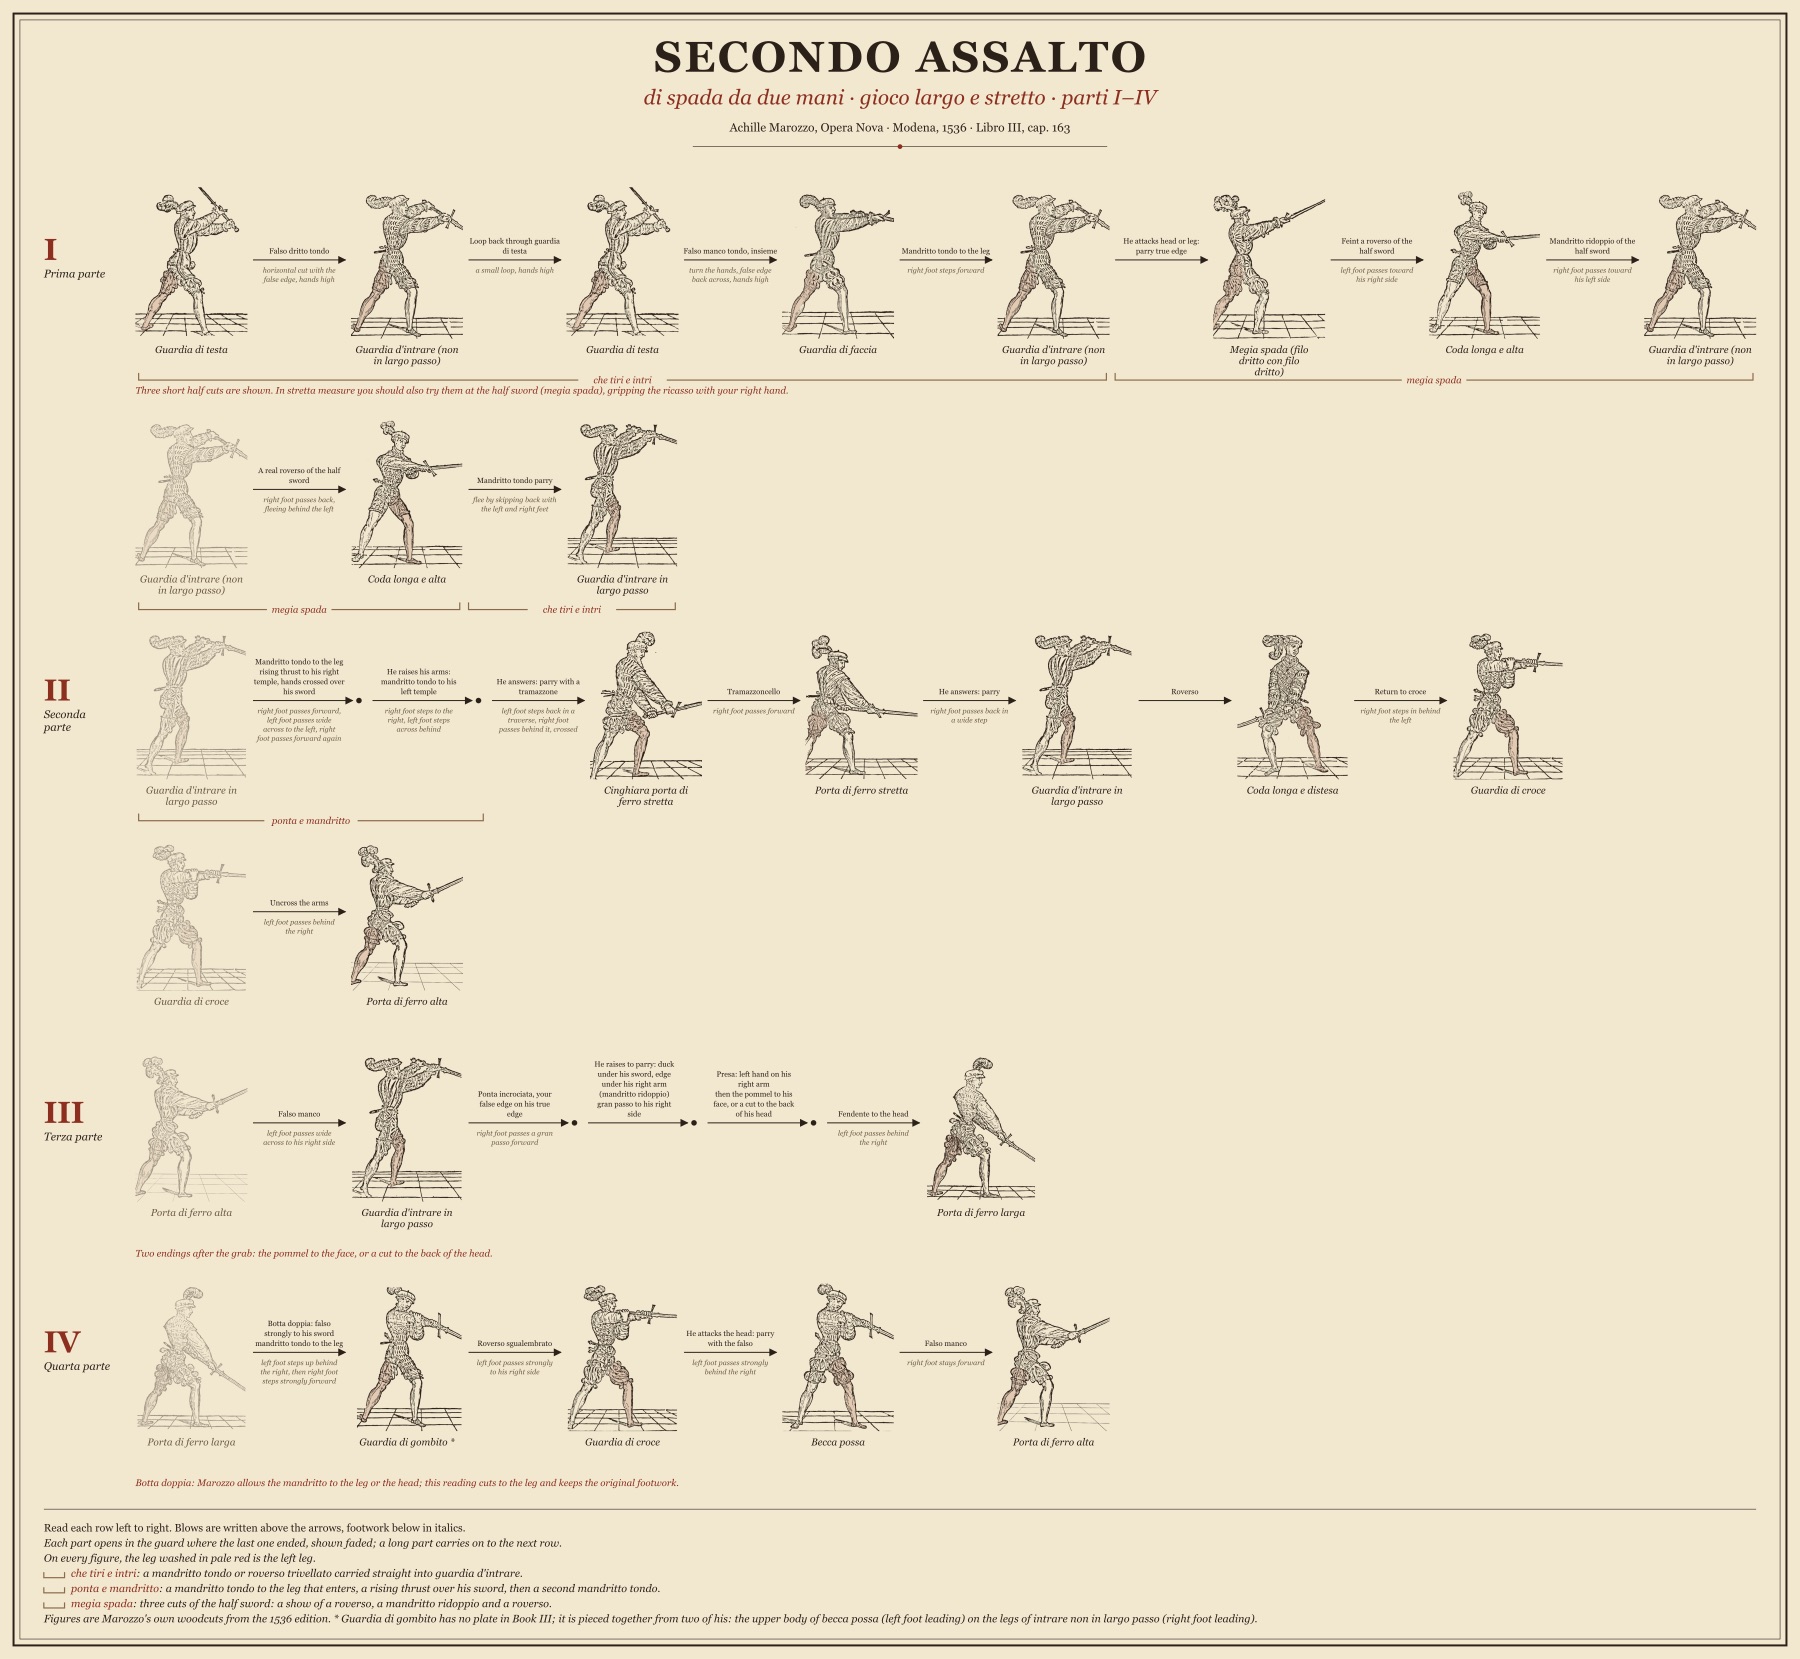 SECONDO ASSALTO
di spada da due mani · gioco largo e stretto · parti I–IV
Achille Marozzo, Opera Nova · Modena, 1536 · Libro III, cap. 163
I
Prima parte
Falso dritto tondo
horizontal cut with the
false edge, hands high
Loop back through guardia
di testa
a small loop, hands high
Falso manco tondo, insieme
turn the hands, false edge
back across, hands high
Mandritto tondo to the leg
right foot steps forward
He attacks head or leg:
parry true edge
Feint a roverso of the
half sword
left foot passes toward
his right side
Mandritto ridoppio of the
half sword
right foot passes toward
his left side
Guardia di testa
Guardia d'intrare (non
in largo passo)
Guardia di testa
Guardia di faccia
Guardia d'intrare (non
in largo passo)
Megia spada (filo
dritto con filo
dritto)
Coda longa e alta
Guardia d'intrare (non
in largo passo)
che tiri e intri
megia spada
Three short half cuts are shown. In stretta measure you should also try them at the half sword (megia spada), gripping the ricasso with your right hand.
A real roverso of the half
sword
right foot passes back,
fleeing behind the left
Mandritto tondo parry
flee by skipping back with
the left and right feet
Guardia d'intrare (non
in largo passo)
Coda longa e alta
Guardia d'intrare in
largo passo
megia spada
che tiri e intri
II
Seconda
parte
Mandritto tondo to the leg
rising thrust to his right
temple, hands crossed over
his sword
right foot passes forward,
left foot passes wide
across to the left, right
foot passes forward again
He raises his arms:
mandritto tondo to his
left temple
right foot steps to the
right, left foot steps
across behind
He answers: parry with a
tramazzone
left foot steps back in a
traverse, right foot
passes behind it, crossed
Tramazzoncello
right foot passes forward
He answers: parry
right foot passes back in
a wide step
Roverso
Return to croce
right foot steps in behind
the left
Guardia d'intrare in
largo passo
Cinghiara porta di
ferro stretta
Porta di ferro stretta
Guardia d'intrare in
largo passo
Coda longa e distesa
Guardia di croce
ponta e mandritto
Uncross the arms
left foot passes behind
the right
Guardia di croce
Porta di ferro alta
III
Terza parte
Falso manco
left foot passes wide
across to his right side
Ponta incrociata, your
false edge on his true
edge
right foot passes a gran
passo forward
He raises to parry: duck
under his sword, edge
under his right arm
(mandritto ridoppio)
gran passo to his right
side
Presa: left hand on his
right arm
then the pommel to his
face, or a cut to the back
of his head
Fendente to the head
left foot passes behind
the right
Porta di ferro alta
Guardia d'intrare in
largo passo
Porta di ferro larga
Two endings after the grab: the pommel to the face, or a cut to the back of the head.
IV
Quarta parte
Botta doppia: falso
strongly to his sword
mandritto tondo to the leg
left foot steps up behind
the right, then right foot
steps strongly forward
Roverso sgualembrato
left foot passes strongly
to his right side
He attacks the head: parry
with the falso
left foot passes strongly
behind the right
Falso manco
right foot stays forward
Porta di ferro larga
Guardia di gombito *
Guardia di croce
Becca possa
Porta di ferro alta
Botta doppia: Marozzo allows the mandritto to the leg or the head; this reading cuts to the leg and keeps the original footwork.
Read each row left to right. Blows are written above the arrows, footwork below in italics.
Each part opens in the guard where the last one ended, shown faded; a long part carries on to the next row.
On every figure, the leg washed in pale red is the left leg.
che tiri e intri: a mandritto tondo or roverso trivellato carried straight into guardia d'intrare.
ponta e mandritto: a mandritto tondo to the leg that enters, a rising thrust over his sword, then a second mandritto tondo.
megia spada: three cuts of the half sword: a show of a roverso, a mandritto ridoppio and a roverso.
Figures are Marozzo's own woodcuts from the 1536 edition. * Guardia di gombito has no plate in Book III; it is pieced together from two of his: the upper body of becca possa (left foot leading) on the legs of intrare non in largo passo (right foot leading).